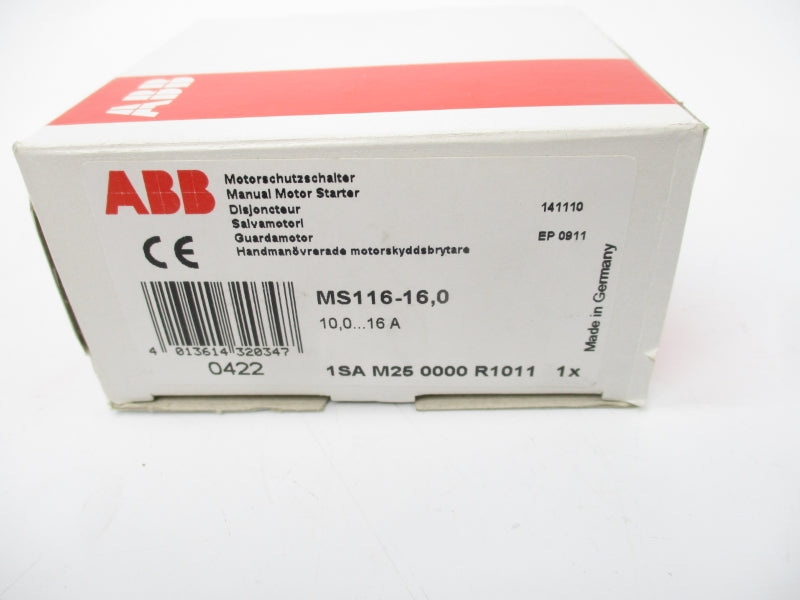 ABB
ABB
Motorschutzschalter
Manual Motor Starter
Disjoncteur
Salvamotori
Guardamotor
Handmanövrerade motorskyddsbrytare
141110
EP 0911
CE
MS116-16,0
10,0...16 A
Made in Germany
4 013614 320347
0422
1SA M25 0000 R1011 1x